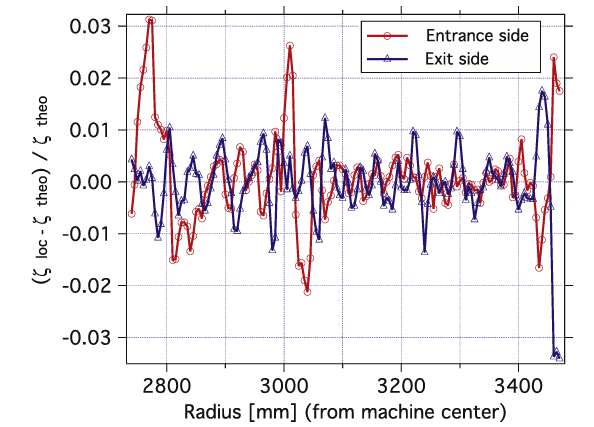 0.03
0.02
0.01
0.00
-0.01
-0.02
-0.03
(ζ loc - ζ theo) / ζ theo
Entrance side
Exit side
2800 3000 3200 3400
Radius [mm] (from machine center)